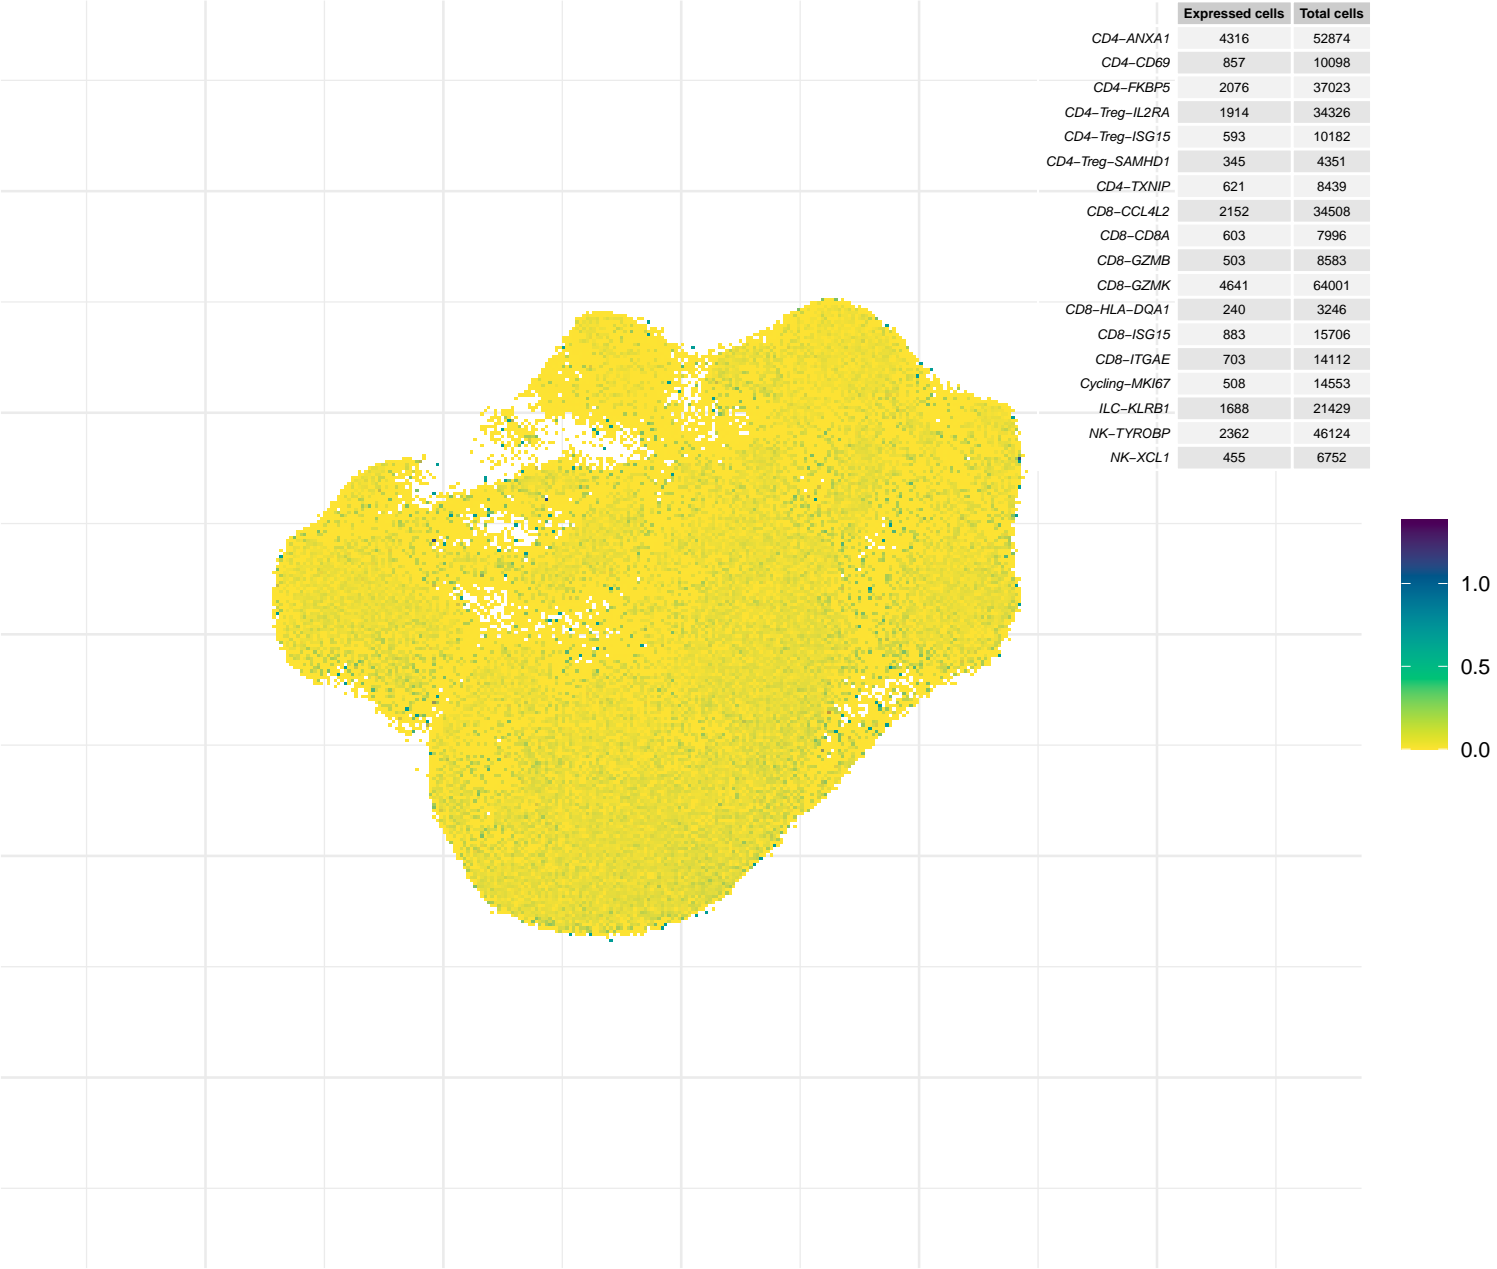 Expressed cells Total cells
CD4−ANXA1 4316 52874
CD4−CD69 857 10098
CD4−FKBP5 2076 37023
CD4−Treg−IL2RA 1914 34326
CD4−Treg−ISG15 593 10182
CD4−Treg−SAMHD1 345 4351
CD4−TXNIP 621 8439
CD8−CCL4L2 2152 34508
CD8−CD8A 603 7996
CD8−GZMB 503 8583
CD8−GZMK 4641 64001
CD8−HLA−DQA1 240 3246
CD8−ISG15 883 15706
CD8−ITGAE 703 14112
Cycling−MKI67 508 14553
ILC−KLRB1 1688 21429
NK−TYROBP 2362 46124
NK−XCL1 455 6752
1.0
0.5
0.0